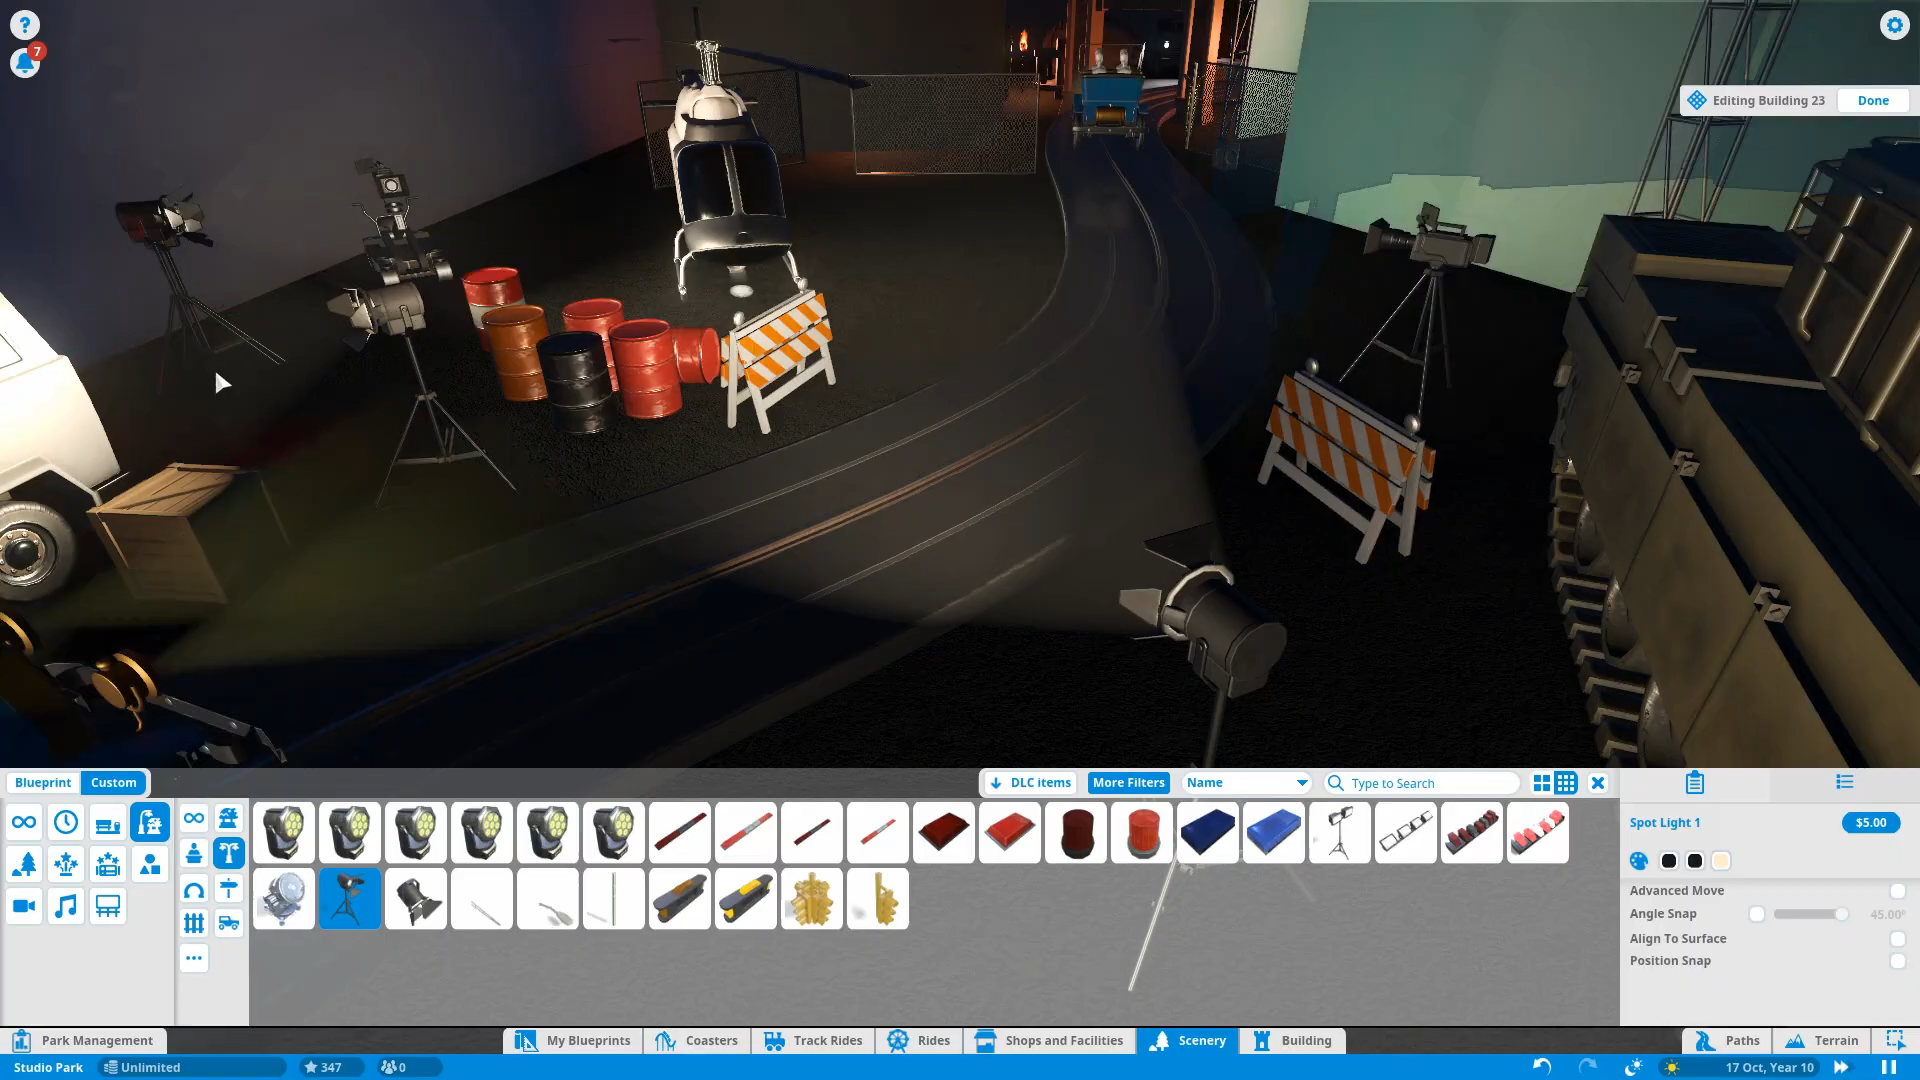 ?
7
Editing Building 23 Done
Blueprint Custom
DLC items More Filters Name Type to Search
Spot Light 1 $5.00
Advanced Move
Angle Snap 45.00°
Align To Surface
Position Snap
Park Management My Blueprints Coasters Track Rides Rides Shops and Facilities Scenery Building Paths Terrain
Studio Park Unlimited 347 0 17 Oct, Year 10